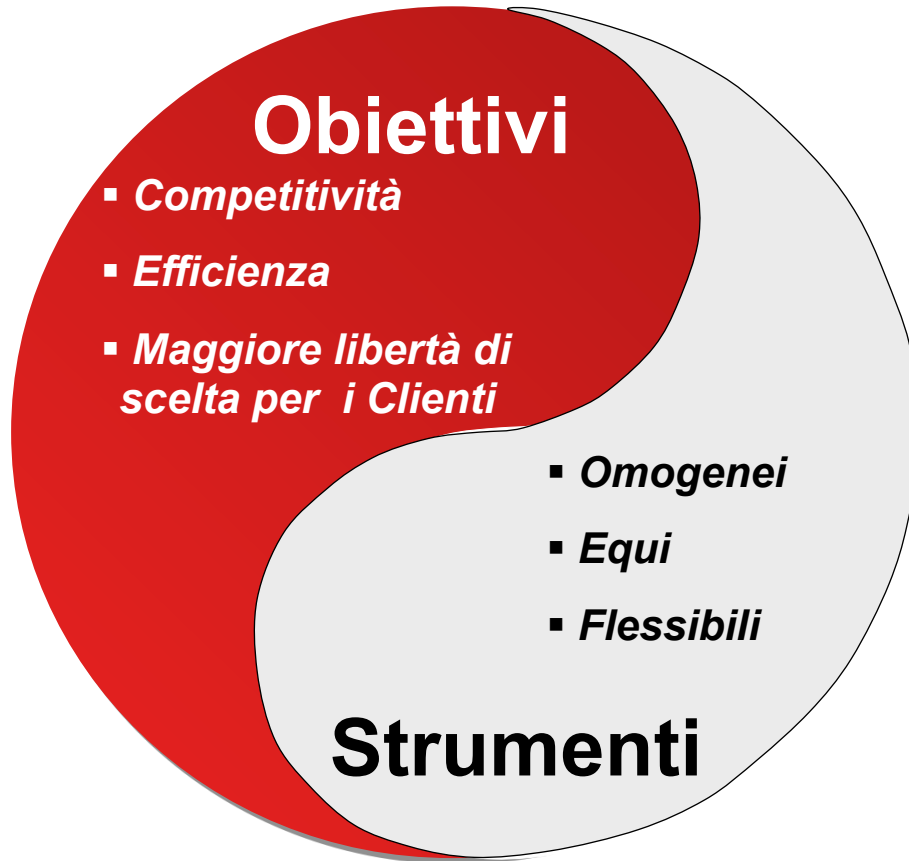 Obiettivi
▪ Competitività
▪ Efficienza
▪ Maggiore libertà di
scelta per i Clienti
▪ Omogenei
▪ Equi
▪ Flessibili
Strumenti